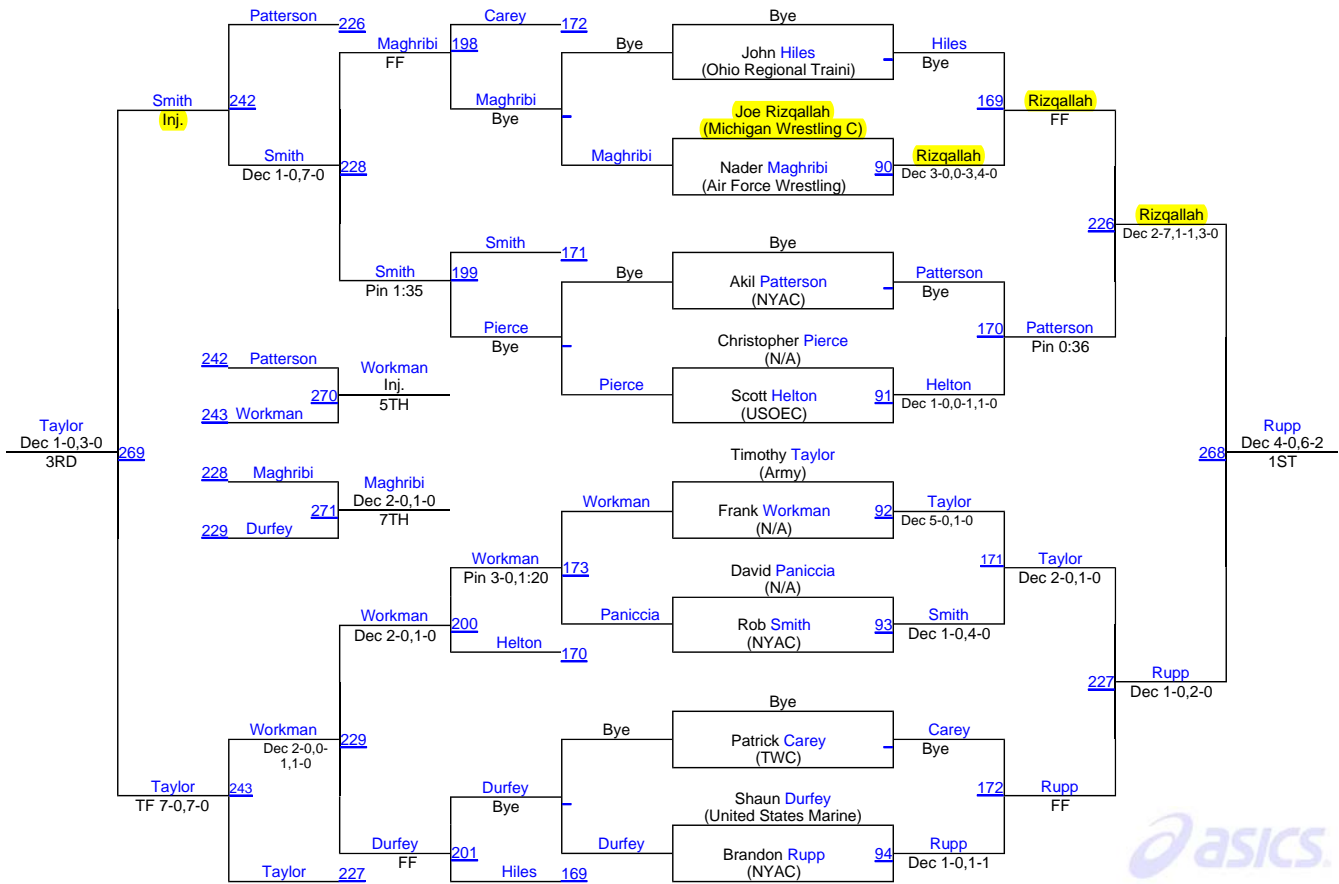 Patterson
226
Carey
172
Bye
Maghribi
198
FF
Bye
John Hiles
(Ohio Regional Traini)
Hiles
Bye
Smith
242
Inj.
Maghribi
Bye
Joe Rizqallah
(Michigan Wrestling C)
169
Rizqallah
FF
Smith
228
Dec 1-0,7-0
Maghribi
Nader Maghribi
90
(Air Force Wrestling)
Rizqallah
Dec 3-0,0-3,4-0
226
Rizqallah
Dec 2-7,1-1,3-0
Smith
171
Bye
Smith
199
Pin 1:35
Bye
Akil Patterson
(NYAC)
Patterson
Bye
Pierce
Bye
Christopher Pierce
(N/A)
170
Patterson
Pin 0:36
242
Patterson
Workman
Inj.
5TH
270
243
Workman
Pierce
Scott Helton
91
(USOEC)
Helton
Dec 1-0,0-1,1-0
Taylor
Dec 1-0,3-0
3RD
269
Rupp
Dec 4-0,6-2
1ST
268
228
Maghribi
Maghribi
Dec 2-0,1-0
7TH
271
229
Durfey
Timothy Taylor
(Army)
Workman
Frank Workman
92
(N/A)
Taylor
Dec 5-0,1-0
Workman
173
Pin 3-0,1:20
David Paniccia
(N/A)
171
Taylor
Dec 2-0,1-0
Workman
200
Dec 2-0,1-0
Paniccia
Rob Smith
93
(NYAC)
Smith
Dec 1-0,4-0
Helton
170
227
Rupp
Dec 1-0,2-0
Workman
229
Dec 2-0,0-
1,1-0
Bye
Bye
Patrick Carey
(TWC)
Carey
Bye
Taylor
243
TF 7-0,7-0
Durfey
Bye
Shaun Durfey
(United States Marine)
172
Rupp
FF
Durfey
201
FF
Durfey
Brandon Rupp
94
(NYAC)
Rupp
Dec 1-0,1-1
Taylor
227
Hiles
169
asics.